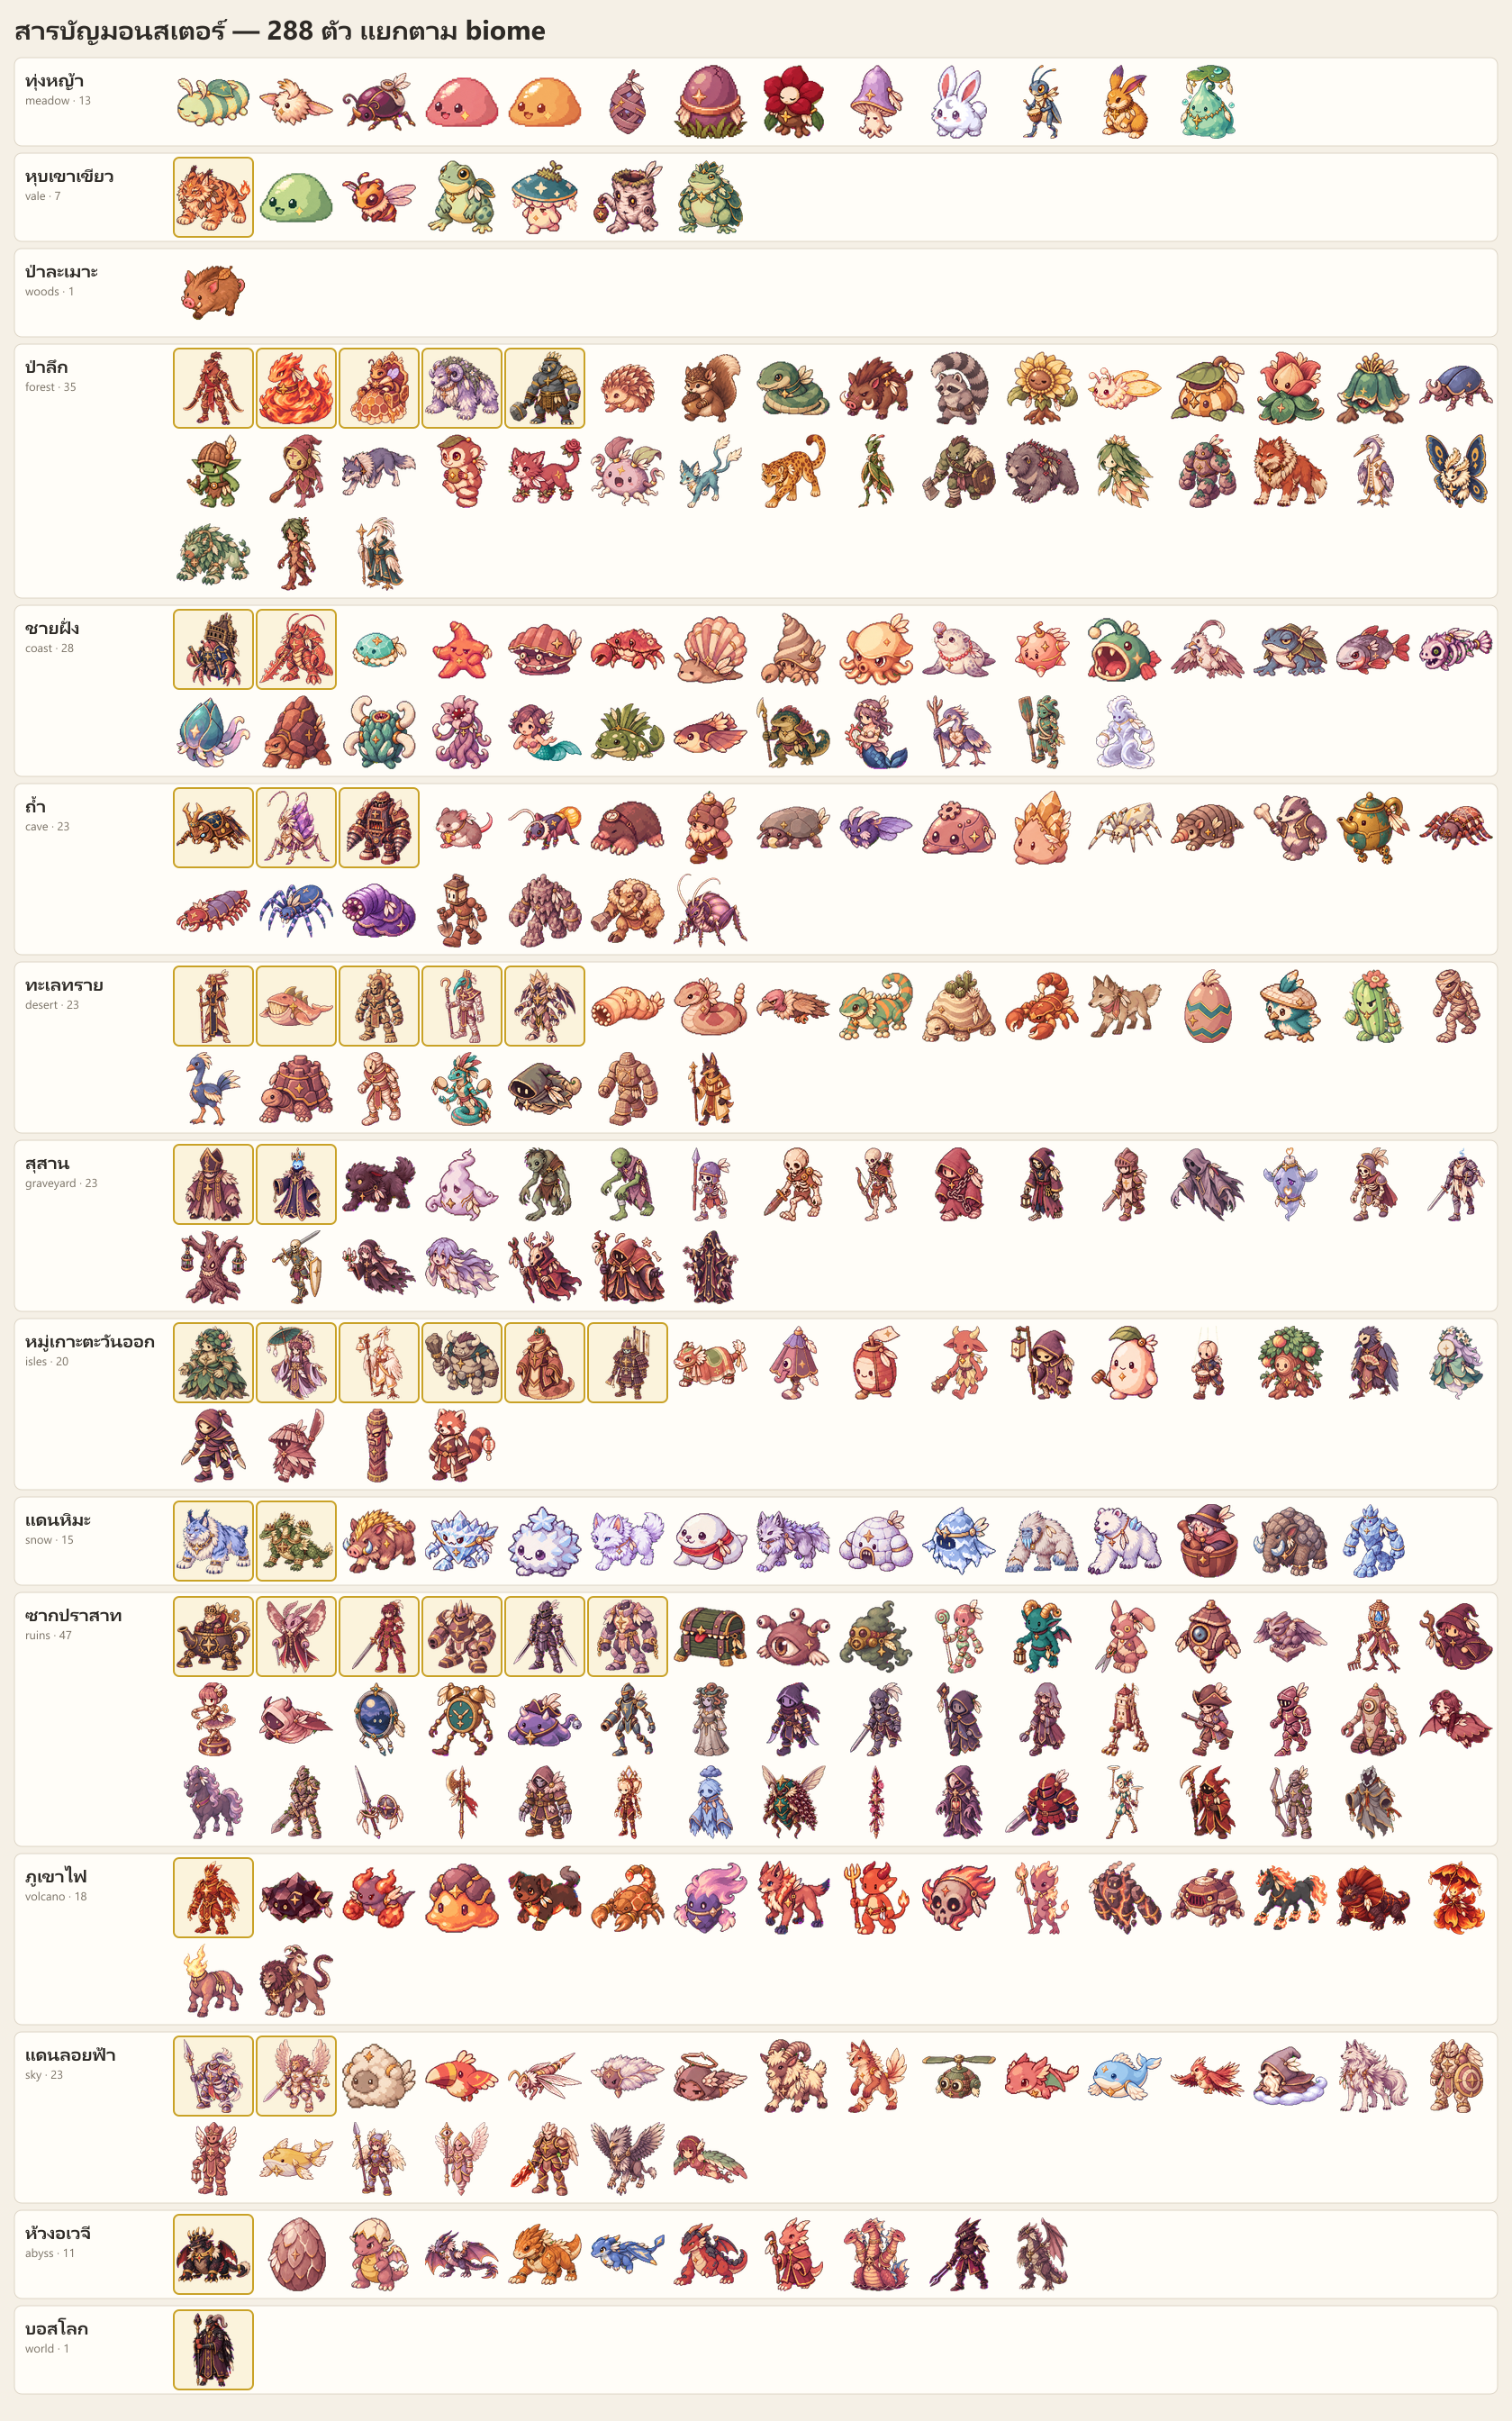 สารบัญมอนสเตอร์ — 288 ตัว แยกตาม biome
ทุ่งหญ้า
meadow · 13
หุบเขาเขียว
vale · 7
ป่าละเมาะ
woods · 1
ป่าลึก
forest · 35
ชายฝั่ง
coast · 28
ถ้ำ
cave · 23
ทะเลทราย
desert · 23
สุสาน
graveyard · 23
หมู่เกาะตะวันออก
isles · 20
แดนหิมะ
snow · 15
ซากปราสาท
ruins · 47
ภูเขาไฟ
volcano · 18
แดนลอยฟ้า
sky · 23
ห้วงอเวจี
abyss · 11
บอสโลก
world · 1